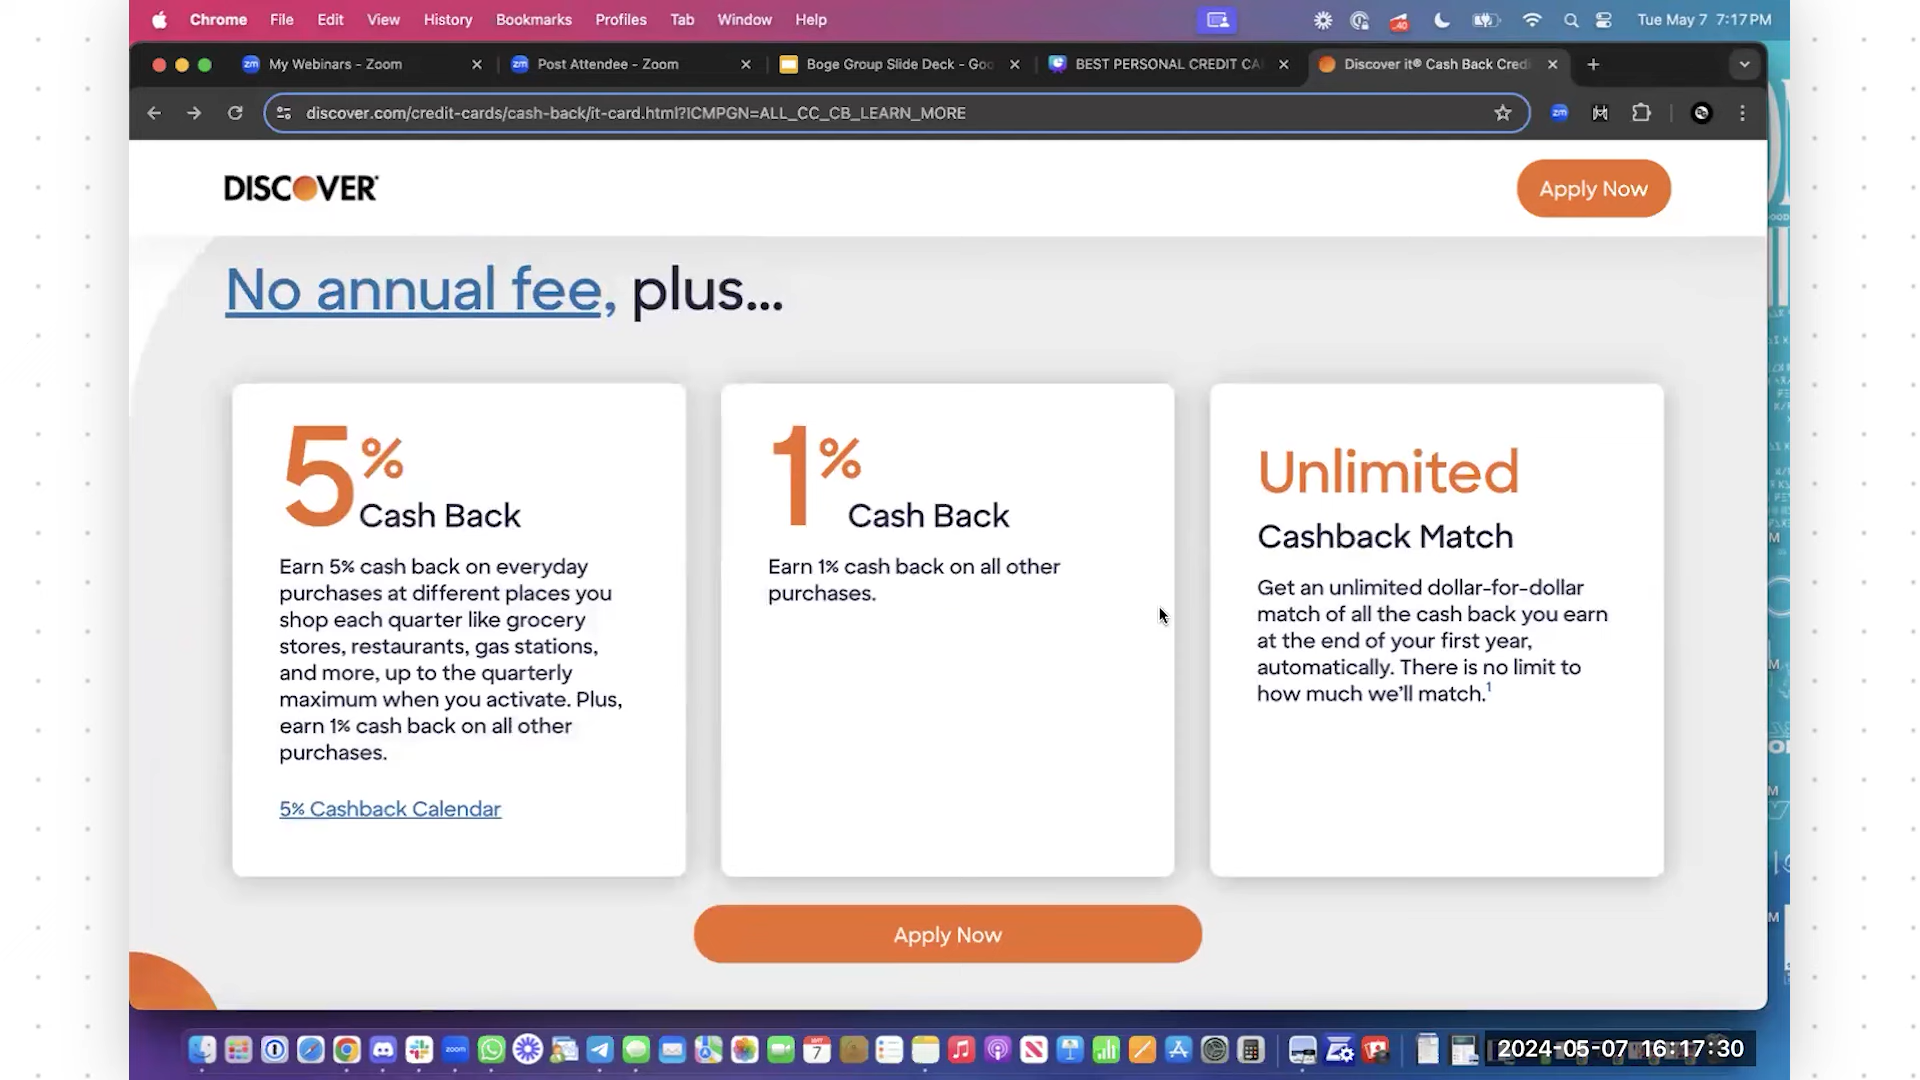 Chrome File Edit View History Bookmarks Profiles Tab Window Help
Tue May 7 7:17 PM
My Webinars - Zoom
Post Attendee - Zoom
Boge Group Slide Deck - Goo
BEST PERSONAL CREDIT CA
Discover it® Cash Back Credi
discover.com/credit-cards/cash-back/it-card.html?ICMPGN=ALL_CC_CB_LEARN_MORE
DISCOVER
Apply Now
No annual fee, plus...
5%
Cash Back
Earn 5% cash back on everyday
purchases at different places you
shop each quarter like grocery
stores, restaurants, gas stations,
and more, up to the quarterly
maximum when you activate. Plus,
earn 1% cash back on all other
purchases.
5% Cashback Calendar
1%
Cash Back
Earn 1% cash back on all other
purchases.
Unlimited
Cashback Match
Get an unlimited dollar-for-dollar
match of all the cash back you earn
at the end of your first year,
automatically. There is no limit to
how much we'll match.1
Apply Now
zoom
7
2024-05-07 16:17:30